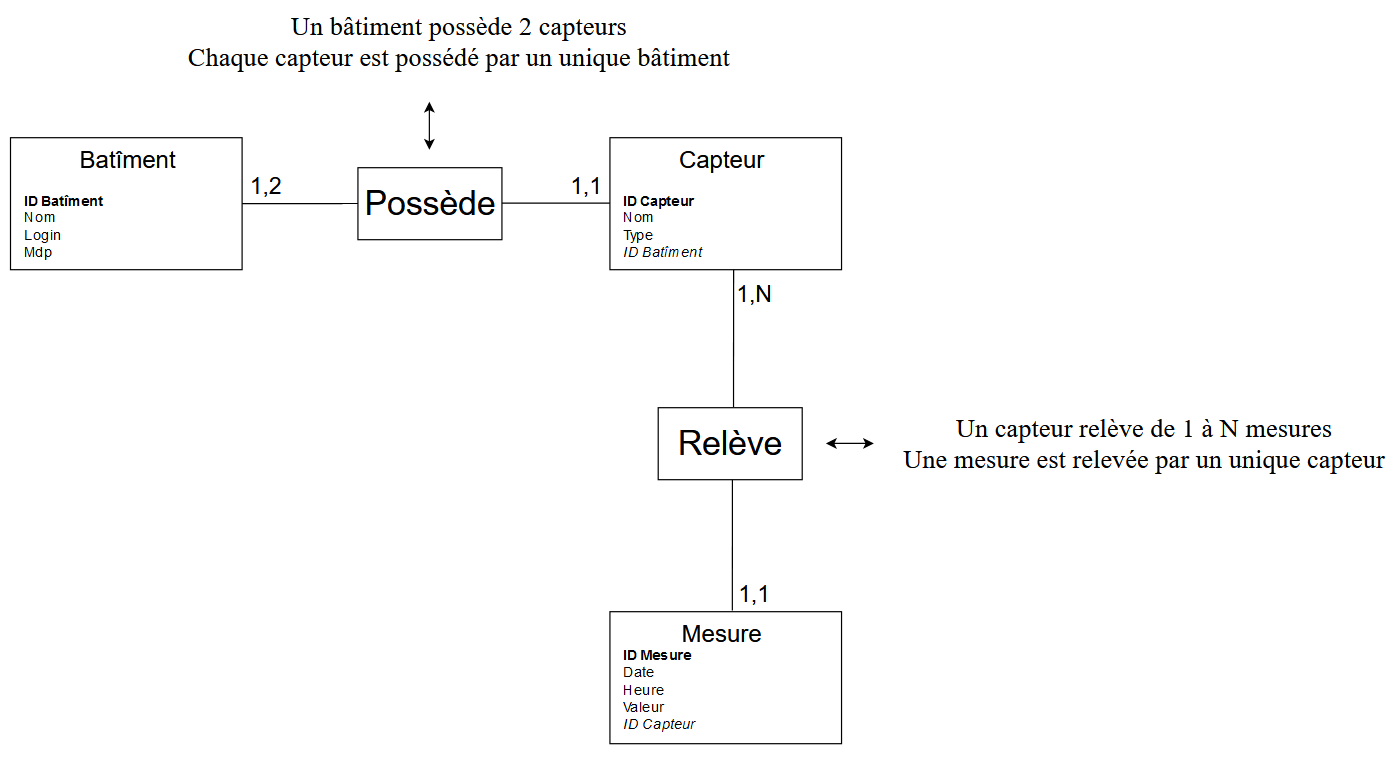 Un bâtiment possède 2 capteurs
Chaque capteur est possédé par un unique bâtiment
Batîment
ID Batîment
Nom
Login
Mdp
1,2
Possède
1,1
Capteur
ID Capteur
Nom
Type
ID Batîment
1,N
Relève
Un capteur relève de 1 à N mesures
Une mesure est relevée par un unique capteur
1,1
Mesure
ID Mesure
Date
Heure
Valeur
ID Capteur